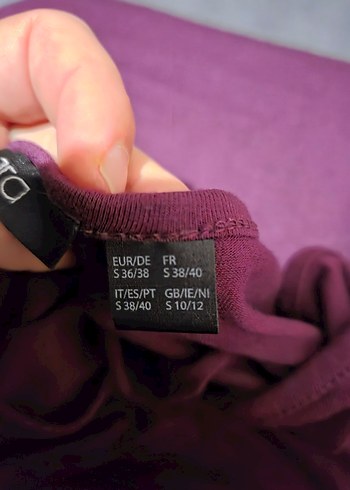 EUR/DE FR
S 36/38 S 38/40
IT/ES/PT GB/IE/NI
S 38/40 S 10/12